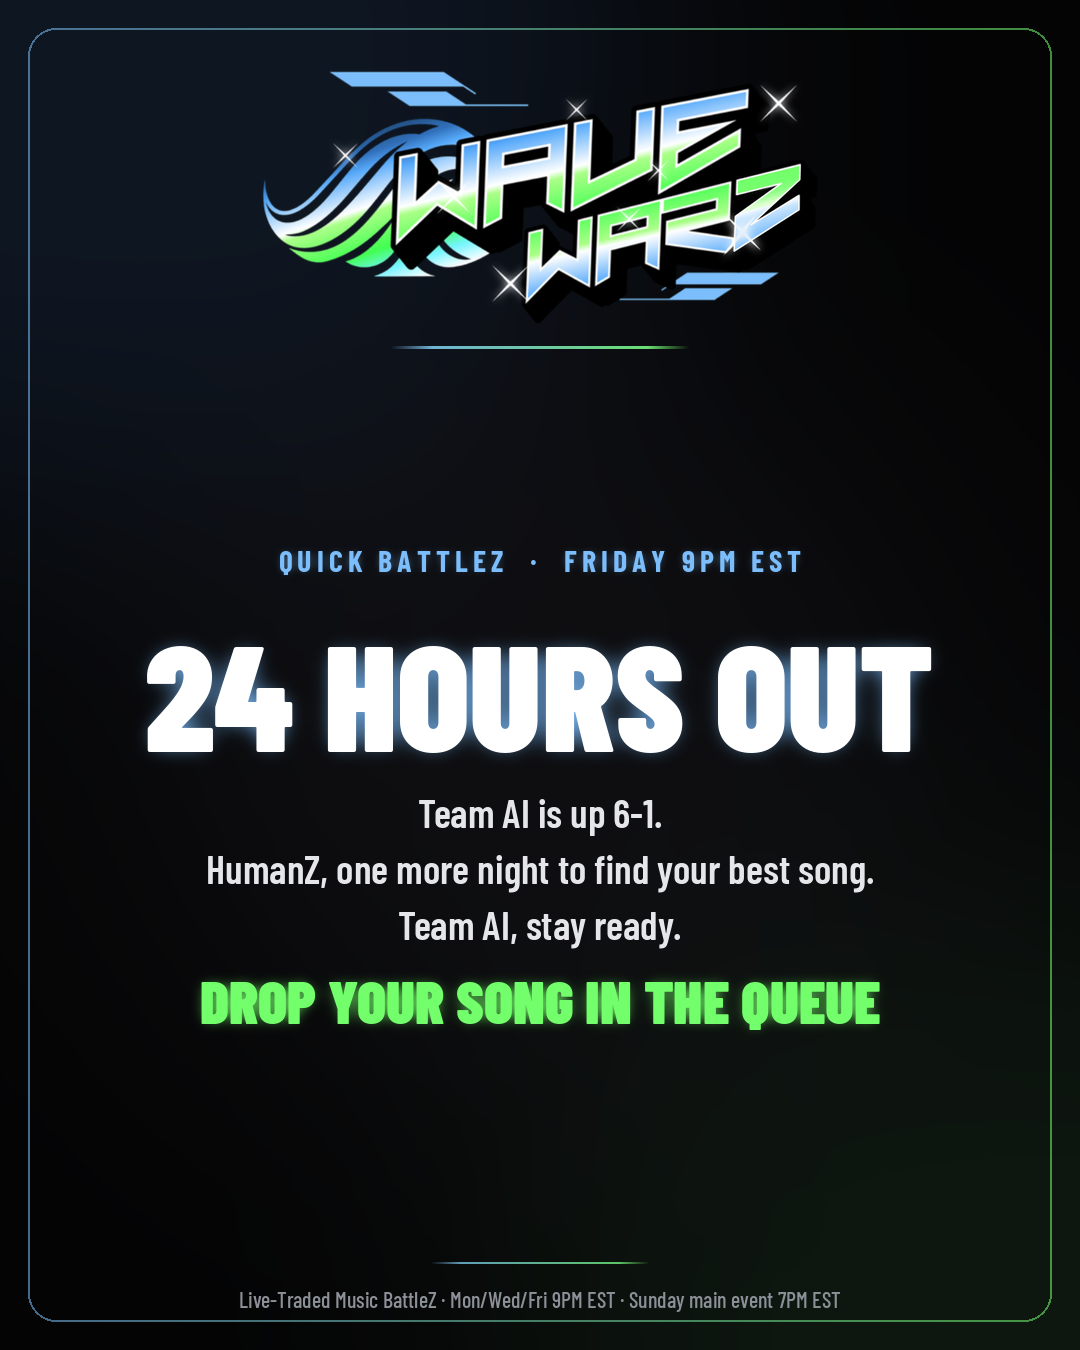 WAVE
WARZ
QUICK BATTLEZ · FRIDAY 9PM EST
24 HOURS OUT
Team AI is up 6-1.
HumanZ, one more night to find your best song.
Team AI, stay ready.
DROP YOUR SONG IN THE QUEUE
Live-Traded Music BattleZ · Mon/Wed/Fri 9PM EST · Sunday main event 7PM EST